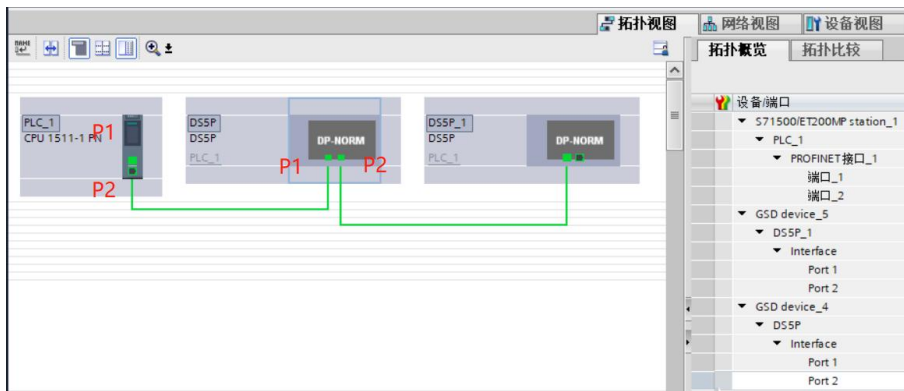 拓扑视图
网络视图
设备视图
拓扑概览
拓扑比较
设备/端口
S71500/ET200MP station_1
PLC_1
PROFINET接口_1
端口_1
端口_2
GSD device_5
DS5P_1
Interface
Port 1
Port 2
GSD device_4
DS5P
Interface
Port 1
Port 2
PLC_1
CPU 1511-1 PN
P1
P2
DS5P
DS5P
PLC_1
DP-NORM
P1
P2
DS5P_1
DS5P
PLC_1
DP-NORM